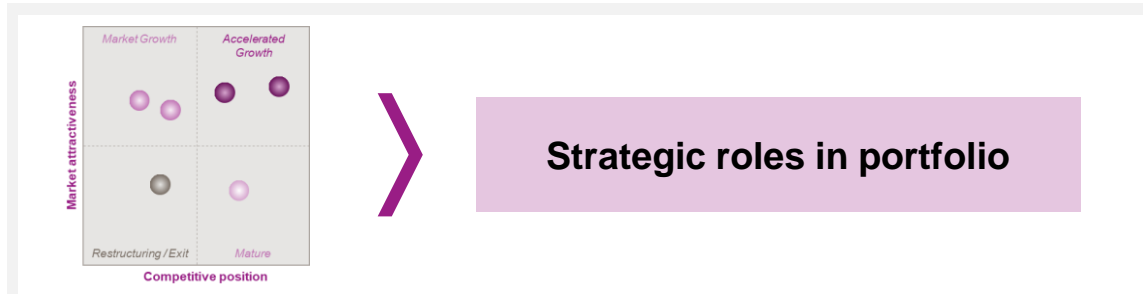 Market Growth
Accelerated
Growth
Market attractiveness
Strategic roles in portfolio
Restructuring / Exit
Mature
Competitive position